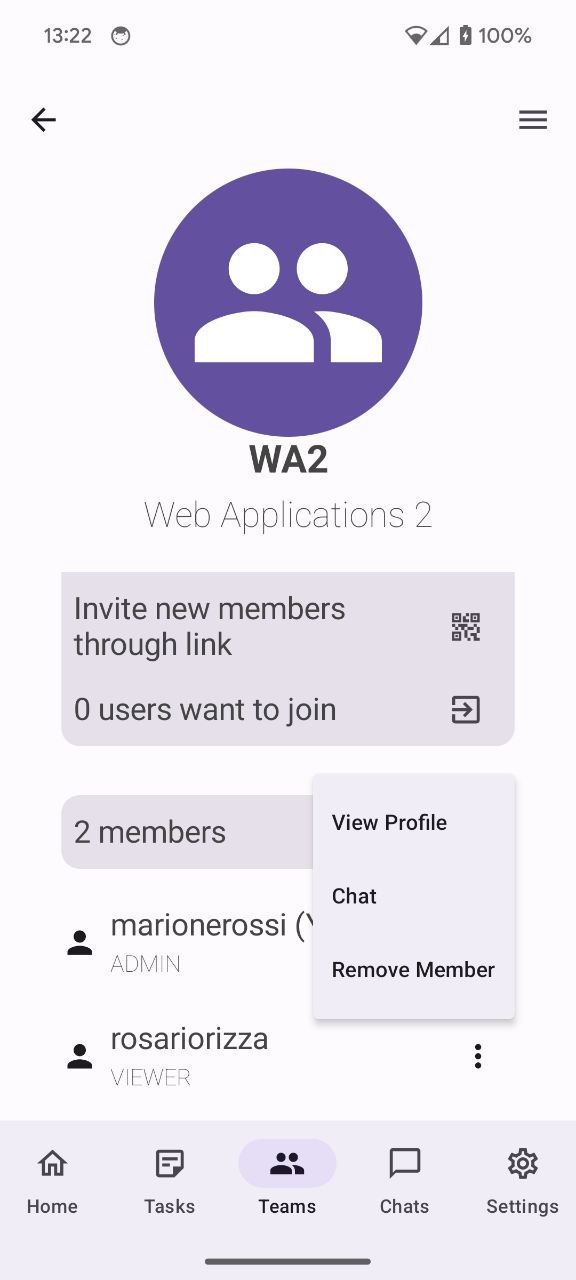 13:22
100%
WA2
Web Applications 2
Invite new members
through link
0 users want to join
2 members
View Profile
Chat
marionerossi (
ADMIN
Remove Member
rosariorizza
VIEWER
Home
Tasks
Teams
Chats
Settings